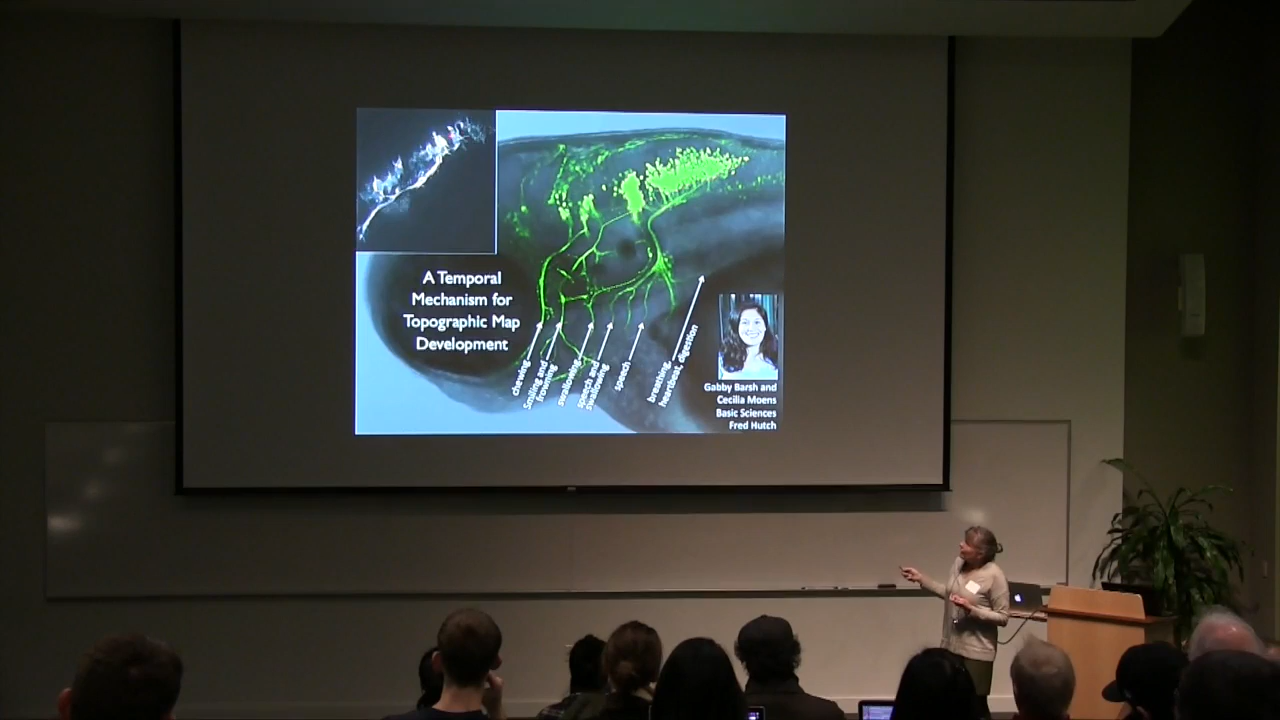 A Temporal
Mechanism for
Topographic Map
Development
chewing
Smiling and
frowning
swallowing
speech and
swallowing
speech
breathing,
heartbeat, digestion
Gabby Barsh and
Cecilia Moens
Basic Sciences
Fred Hutch